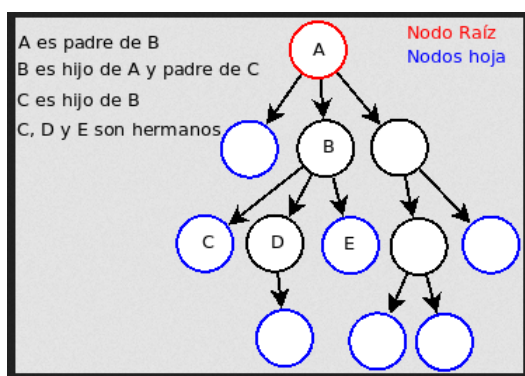 A es padre de B
B es hijo de A y padre de C
C es hijo de B
C, D y E son hermanos
Nodo Raíz
Nodos hoja
A
B
C
D
E